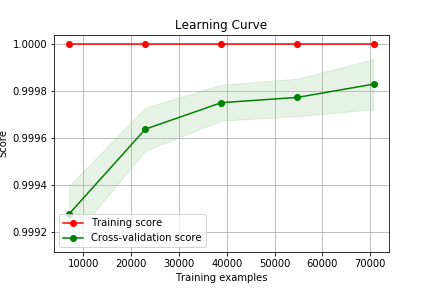 Learning Curve
1.0000
0.9998
0.9996
0.9994
0.9992
Score
Training score
Cross-validation score
10000 20000 30000 40000 50000 60000 70000
Training examples